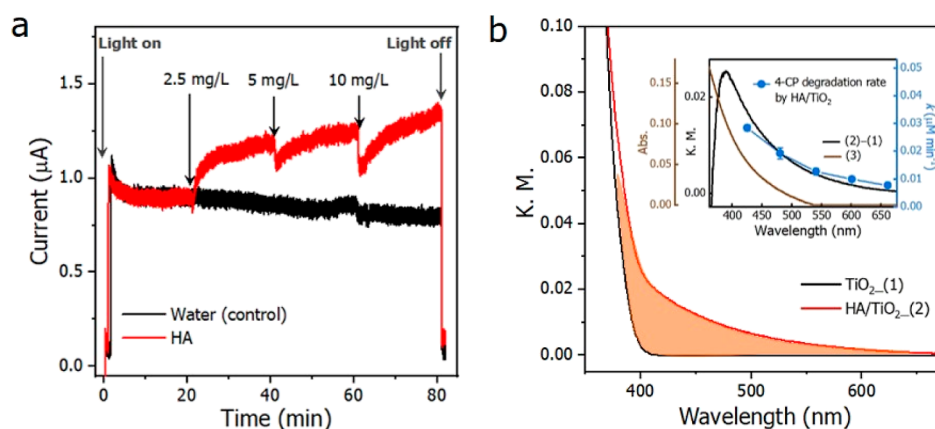 a
Light on
Light off
2.5 mg/L
5 mg/L
10 mg/L
1.5
1.0
0.5
0.0
Current (μA)
Water (control)
HA
0
20
40
60
80
Time (min)
b
0.10
0.08
0.06
0.04
0.02
0.00
K. M.
400
500
600
Wavelength (nm)
TiO₂_(1)
HA/TiO₂_(2)
0.15
0.10
0.05
0.00
Abs.
0.02
0.00
K. M.
4-CP degradation rate
by HA/TiO₂
(2)-(1)
(3)
400
450
500
550
600
650
Wavelength (nm)
0.05
0.04
0.03
0.02
0.01
0.00
k (μM min⁻¹)